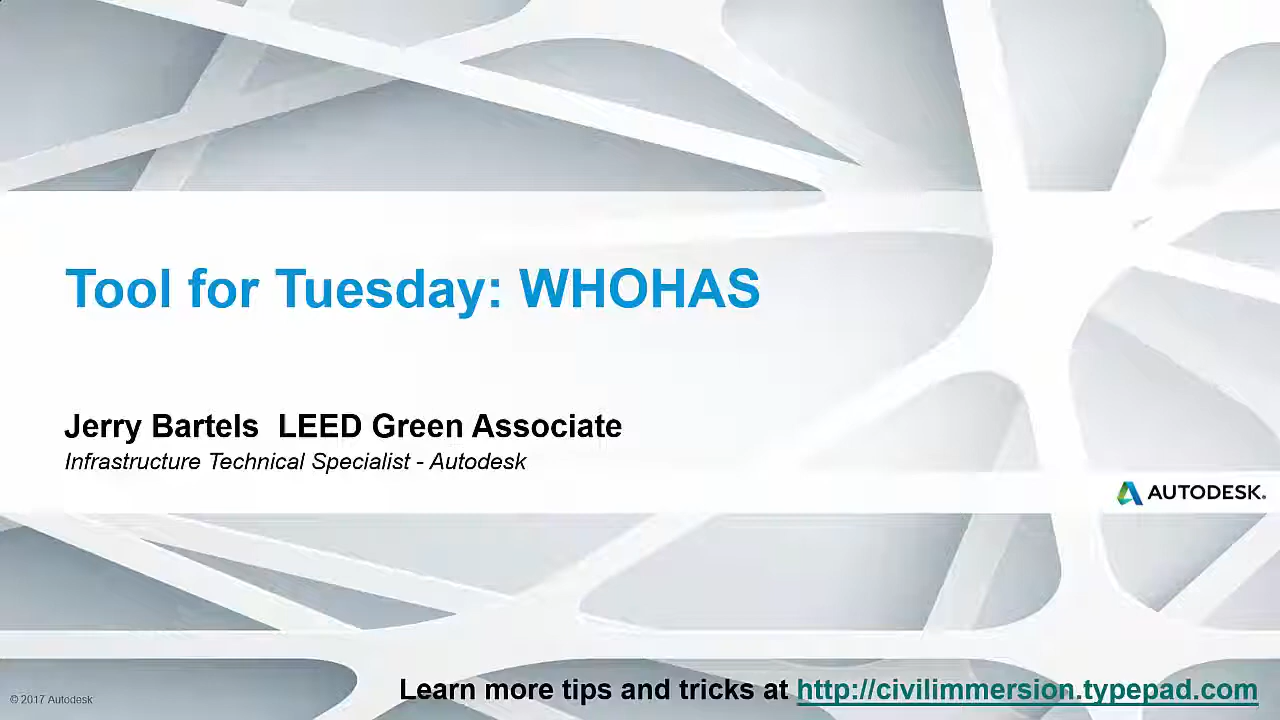 Tool for Tuesday: WHOHAS
Jerry Bartels  LEED Green Associate
Infrastructure Technical Specialist - Autodesk
AUTODESK.
© 2017 Autodesk
Learn more tips and tricks at http://civilimmersion.typepad.com